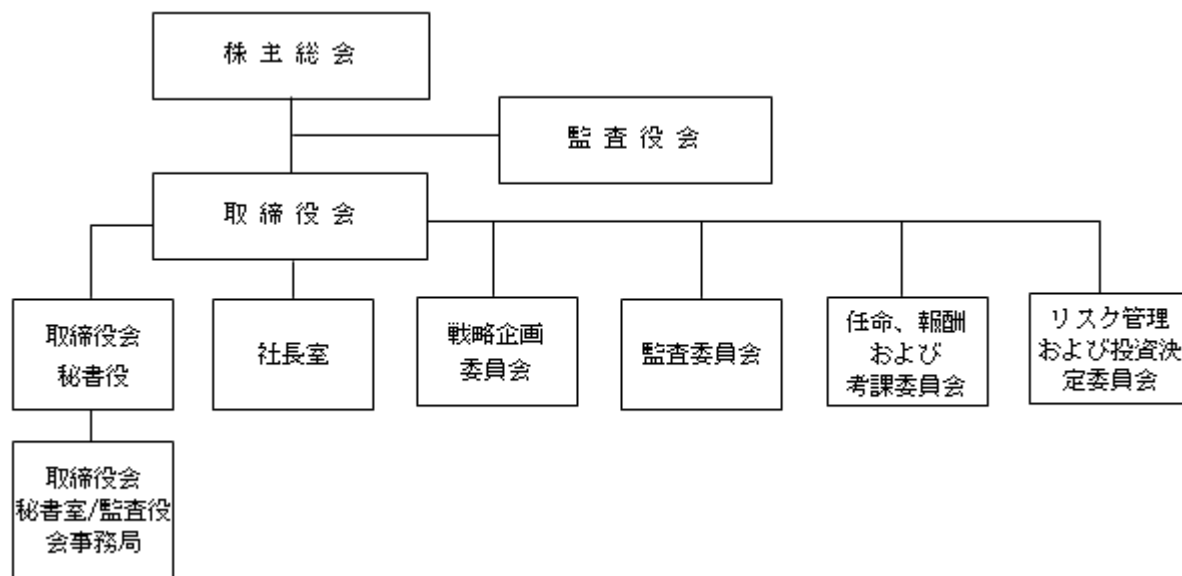 株主総会
監査役会
取締役会
取締役会
秘書役
社長室
戦略企画
委員会
監査委員会
任命、報酬
および
考課委員会
リスク管理
および投資決
定委員会
取締役会
秘書室/監査役
会事務局